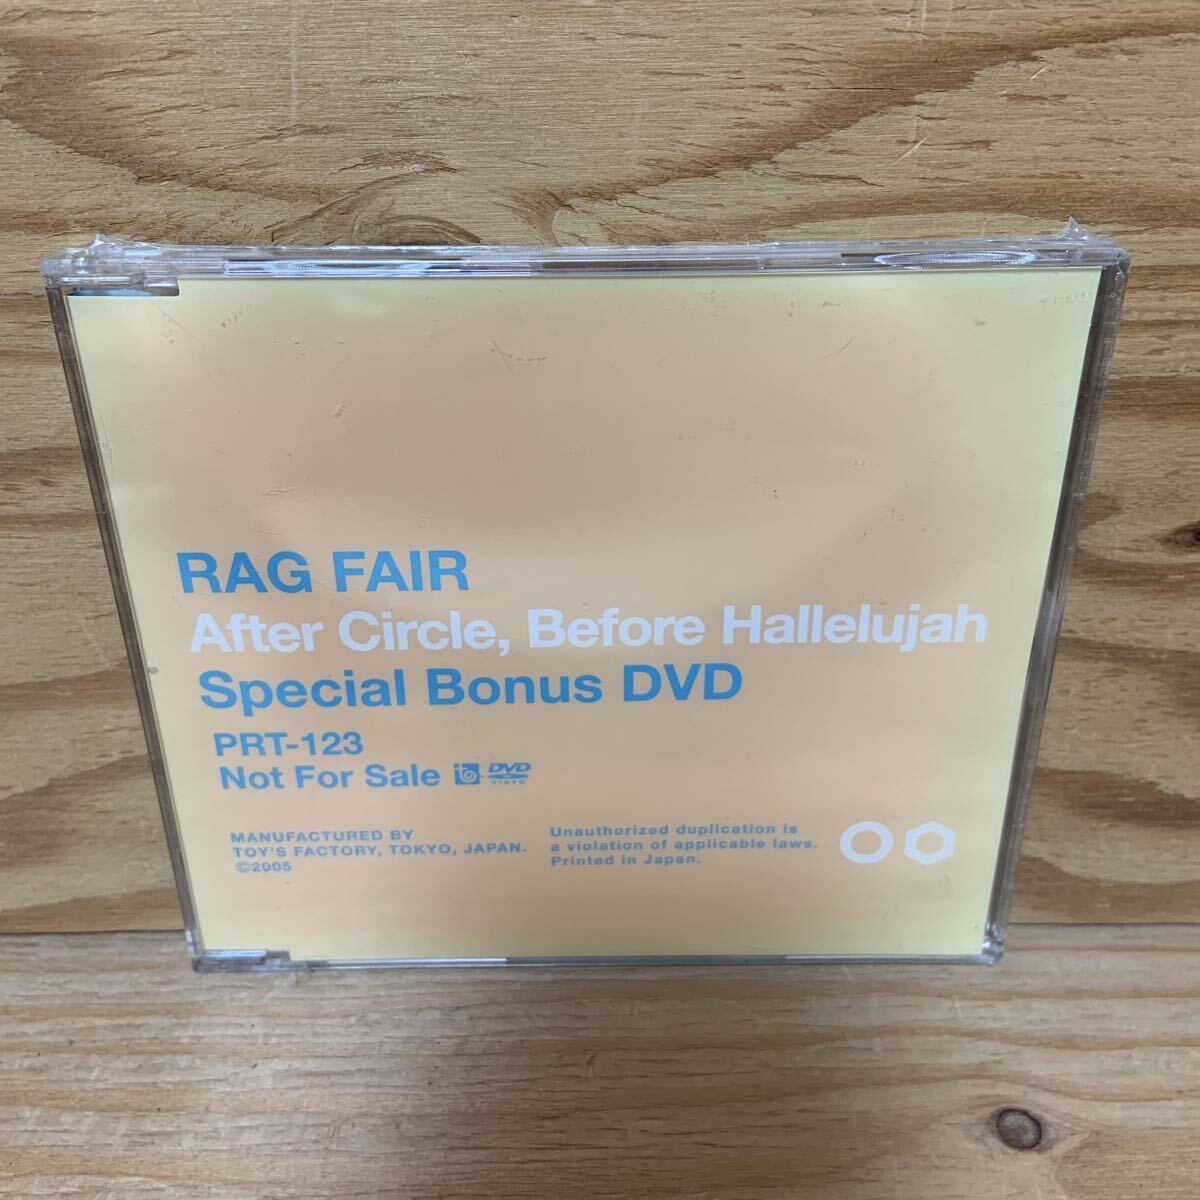 RAG FAIR
After Circle, Before Hallelujah
Special Bonus DVD
PRT-123
Not For Sale DVD VIDEO
MANUFACTURED BY
TOY'S FACTORY, TOKYO, JAPAN.
©2005
Unauthorized duplication is
a violation of applicable laws.
Printed in Japan.